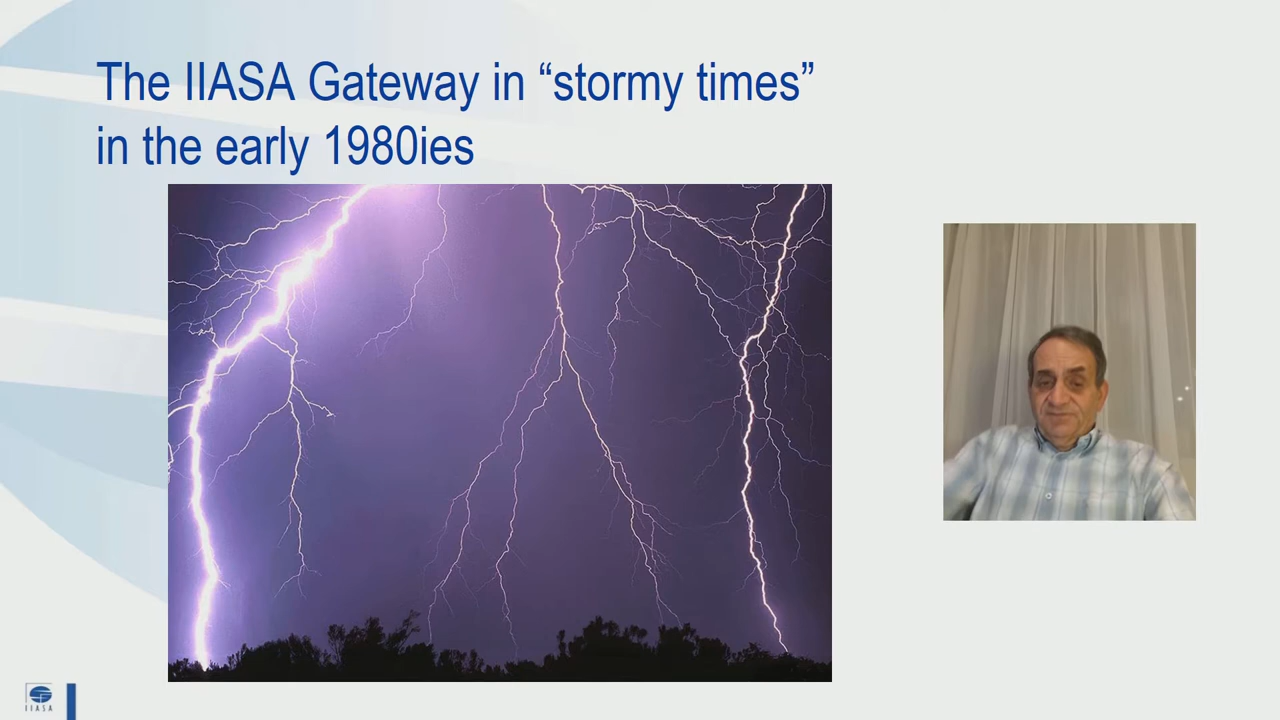 The IIASA Gateway in “stormy times”
in the early 1980ies
IIASA